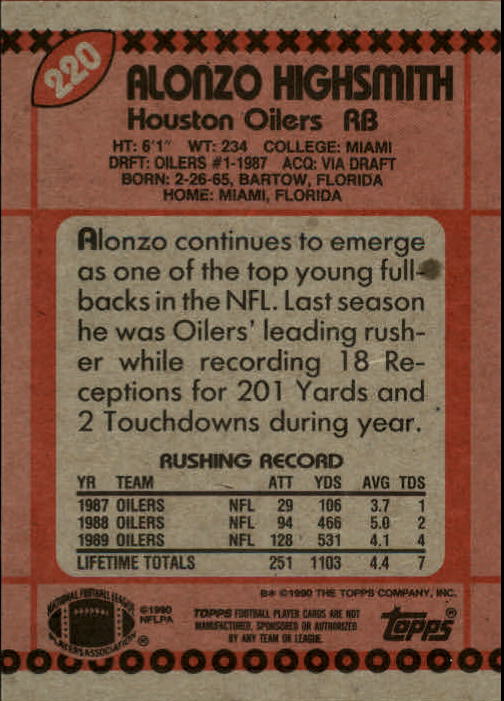 220
ALONZO HIGHSMITH
Houston Oilers RB
HT: 6'1" WT: 234 COLLEGE: MIAMI
DRFT: OILERS #1-1987 ACQ: VIA DRAFT
BORN: 2-26-65, BARTOW, FLORIDA
HOME: MIAMI, FLORIDA
Alonzo continues to emerge
as one of the top young full-
backs in the NFL. Last season
he was Oilers' leading rush-
er while recording 18 Re-
ceptions for 201 Yards and
2 Touchdowns during year.
RUSHING RECORD
YR TEAM ATT YDS AVG TDS
1987 OILERS NFL 29 106 3.7 1
1988 OILERS NFL 94 466 5.0 2
1989 OILERS NFL 128 531 4.1 4
LIFETIME TOTALS 251 1103 4.4 7
B* ©1990 THE TOPPS COMPANY, INC.
NATIONAL FOOTBALL LEAGUE
PLAYERS ASSOCIATION ®
©1990
NFLPA
TOPPS FOOTBALL PLAYER CARDS ARE NOT
MANUFACTURED, SPONSORED OR AUTHORIZED
BY ANY TEAM OR LEAGUE.
topps®